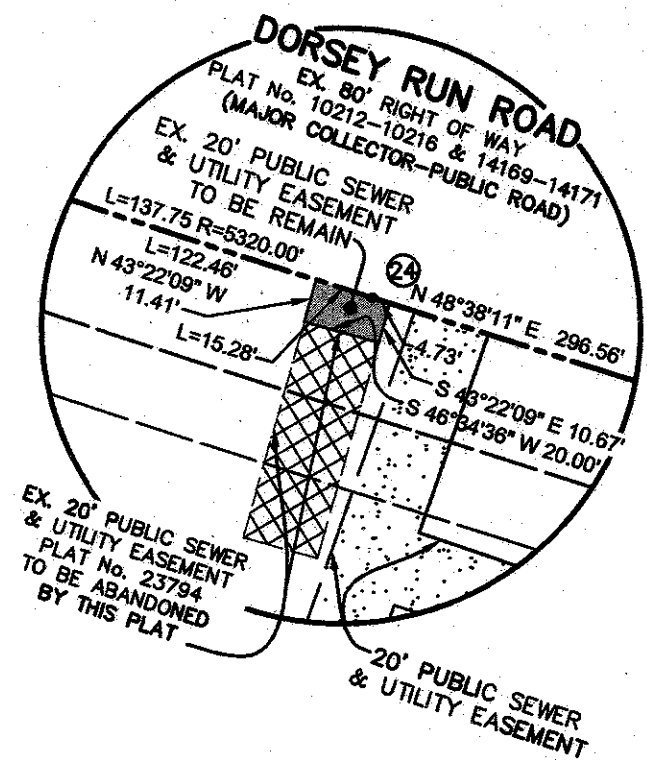 DORSEY RUN ROAD
EX. 80' RIGHT OF WAY
PLAT No. 10212-10216 & 14169-14171
(MAJOR COLLECTOR-PUBLIC ROAD)
EX. 20' PUBLIC SEWER
& UTILITY EASEMENT
TO BE REMAIN
L=137.75 R=5320.00'
L=122.46'
N 43°22'09" W
11.41'
L=15.28'
24
N 48°38'11" E 296.56'
4.73'
S 43°22'09" E 10.67'
S 46°34'36" W 20.00'
EX. 20' PUBLIC SEWER
& UTILITY EASEMENT
PLAT No. 23794
TO BE ABANDONED
BY THIS PLAT
20' PUBLIC SEWER
& UTILITY EASEMENT